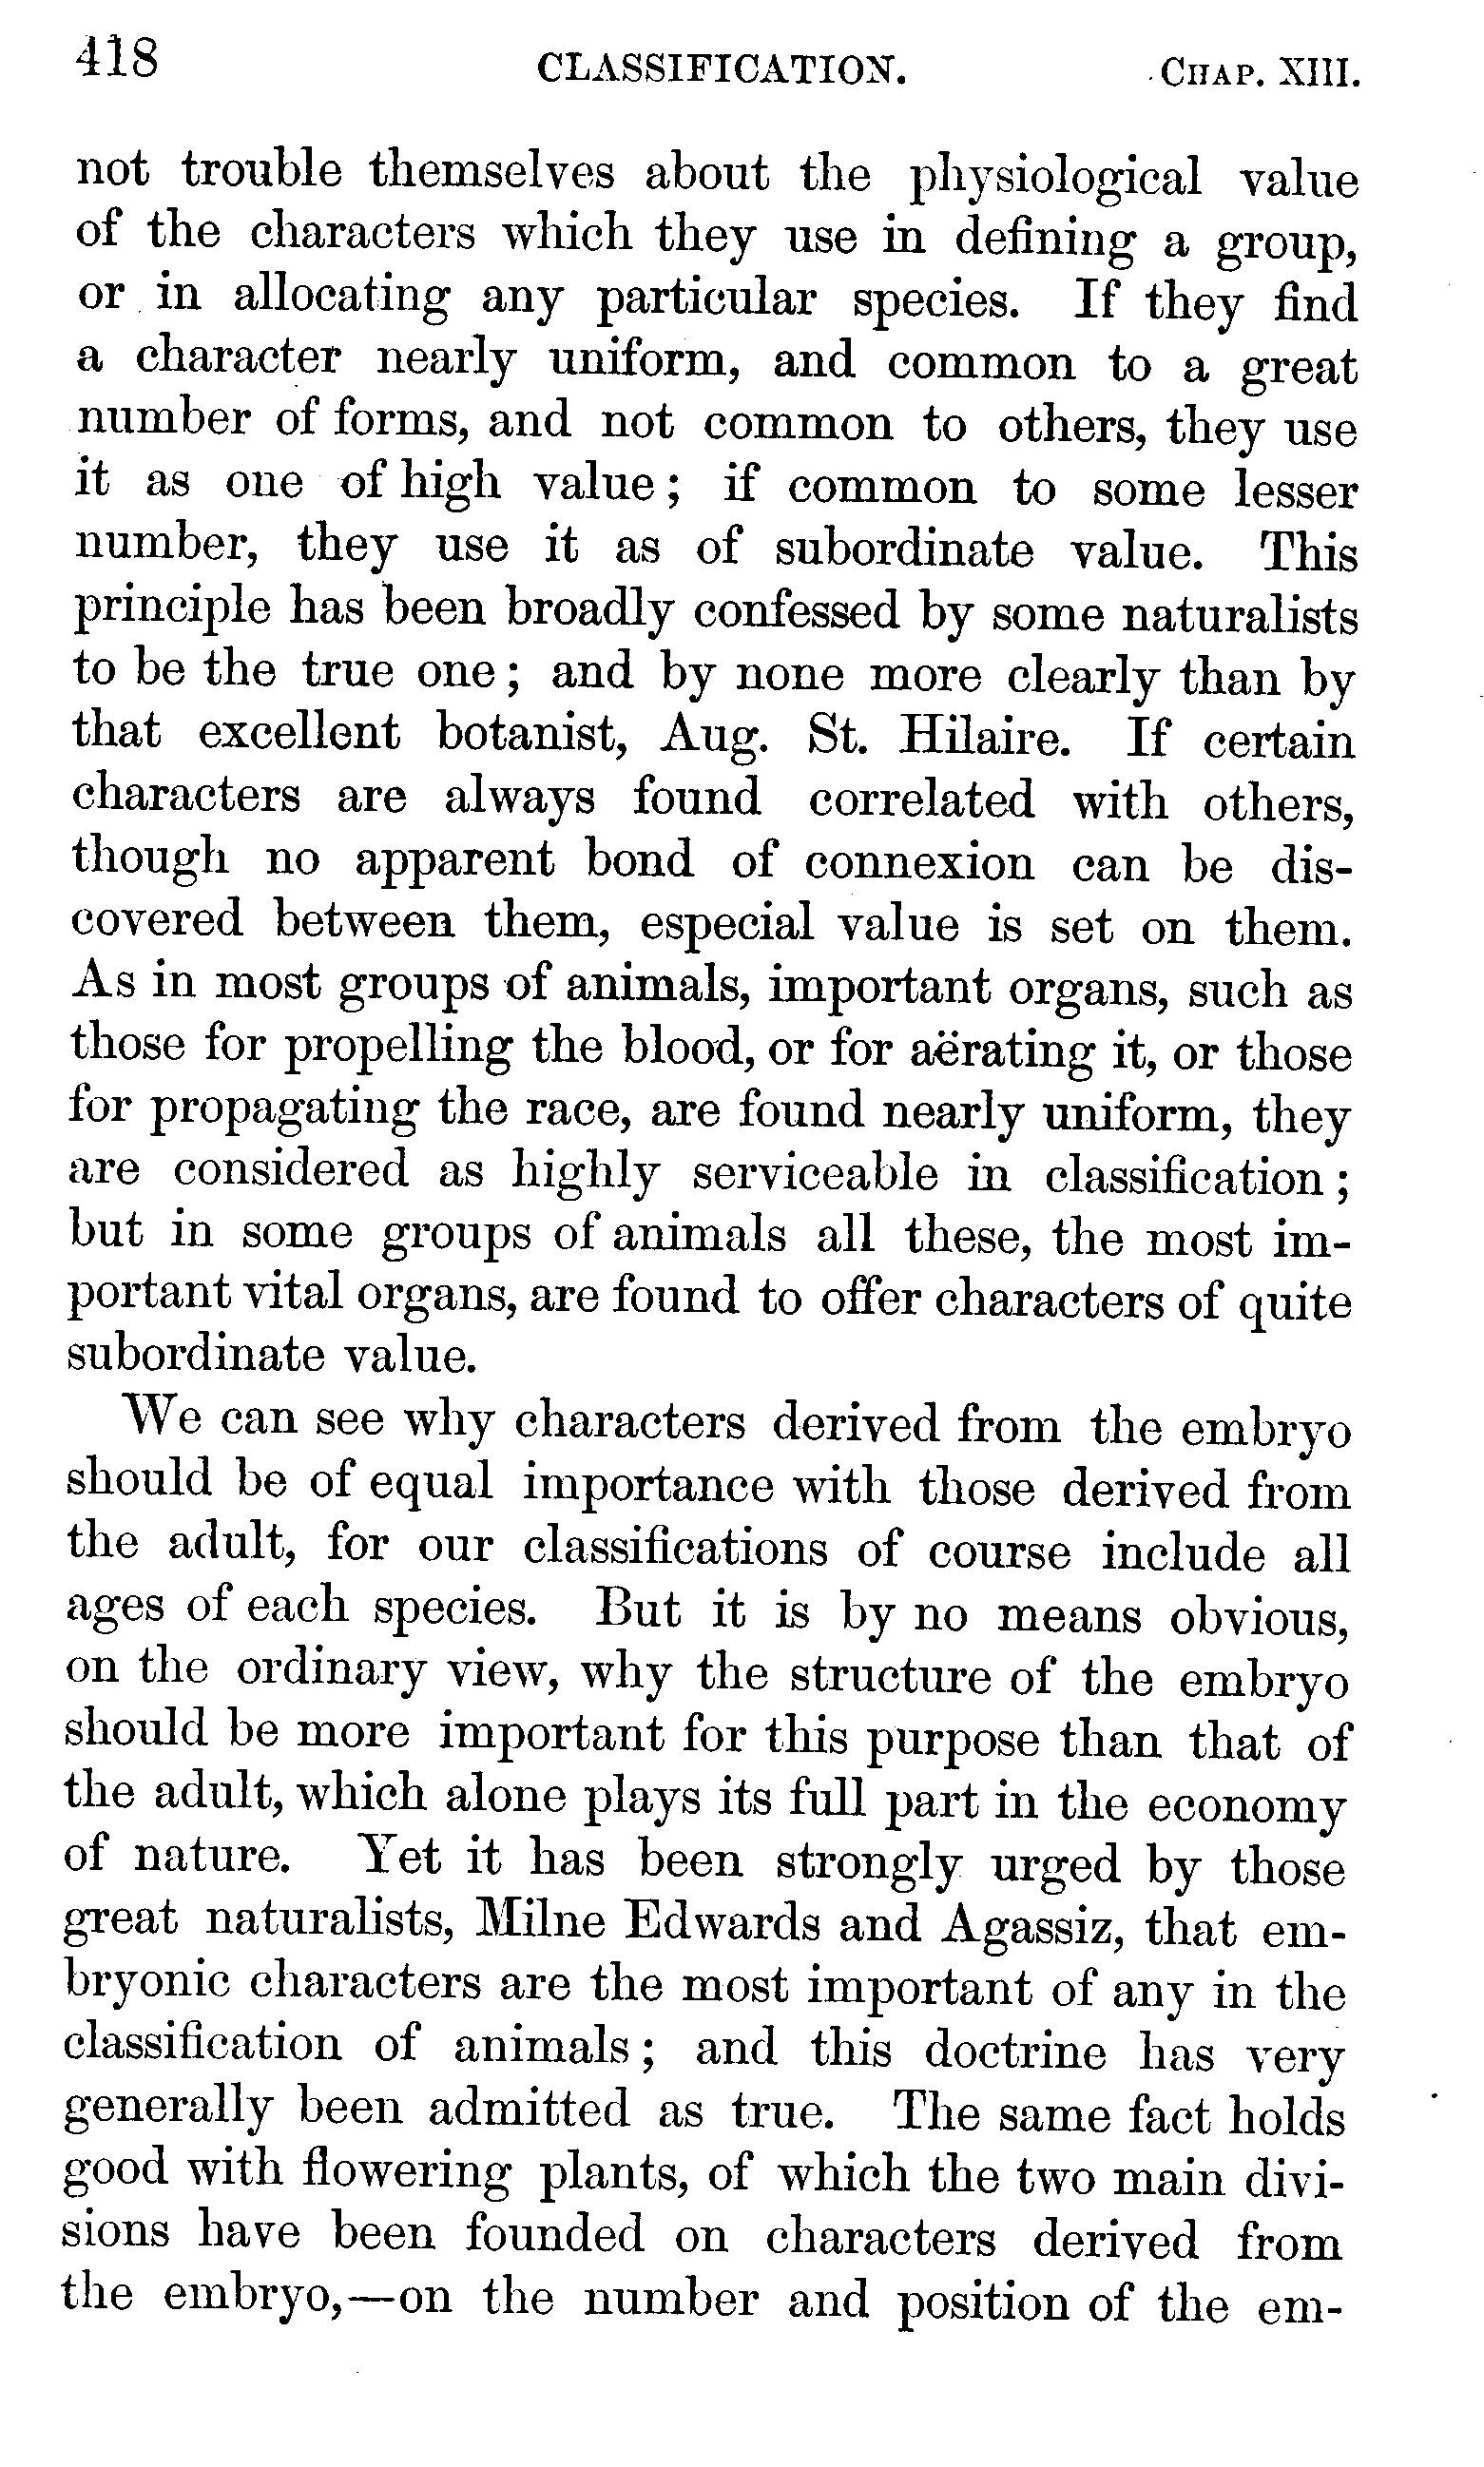 418 CLASSIFICATION. CHAP. XIII.
not trouble themselves about the physiological value
of the characters which they use in defining a group,
or in allocating any particular species. If they find
a character nearly uniform, and common to a great
number of forms, and not common to others, they use
it as one of high value; if common to some lesser
number, they use it as of subordinate value. This
principle has been broadly confessed by some naturalists
to be the true one; and by none more clearly than by
that excellent botanist, Aug. St. Hilaire. If certain
characters are always found correlated with others,
though no apparent bond of connexion can be dis-
covered between them, especial value is set on them.
As in most groups of animals, important organs, such as
those for propelling the blood, or for aërating it, or those
for propagating the race, are found nearly uniform, they
are considered as highly serviceable in classification;
but in some groups of animals all these, the most im-
portant vital organs, are found to offer characters of quite
subordinate value.
We can see why characters derived from the embryo
should be of equal importance with those derived from
the adult, for our classifications of course include all
ages of each species. But it is by no means obvious,
on the ordinary view, why the structure of the embryo
should be more important for this purpose than that of
the adult, which alone plays its full part in the economy
of nature. Yet it has been strongly urged by those
great naturalists, Milne Edwards and Agassiz, that em-
bryonic characters are the most important of any in the
classification of animals; and this doctrine has very
generally been admitted as true. The same fact holds
good with flowering plants, of which the two main divi-
sions have been founded on characters derived from
the embryo,—on the number and position of the em-